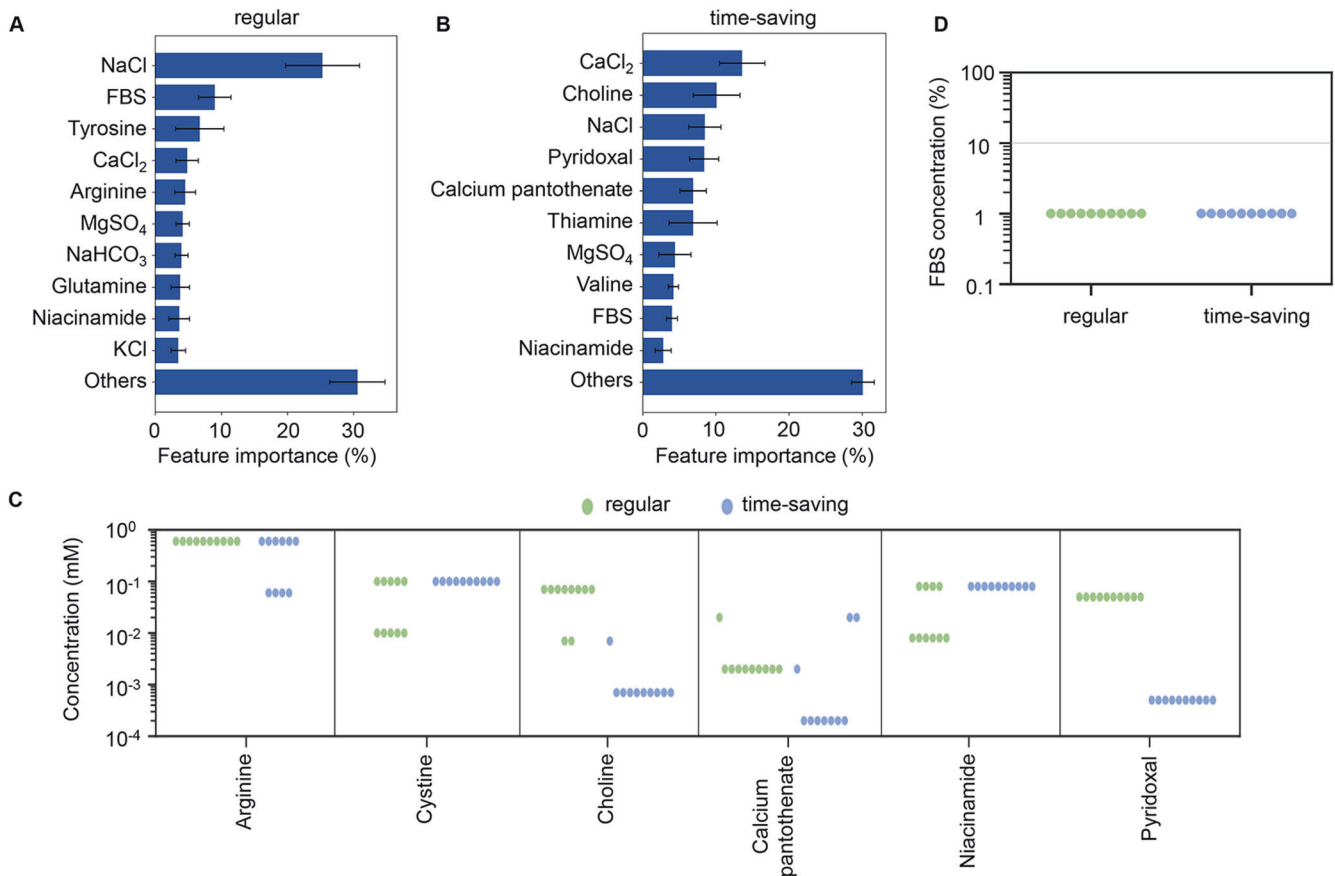 A
regular
NaCl
FBS
Tyrosine
CaCl₂
Arginine
MgSO₄
NaHCO₃
Glutamine
Niacinamide
KCl
Others
0 10 20 30
Feature importance (%)
B
time-saving
CaCl₂
Choline
NaCl
Pyridoxal
Calcium pantothenate
Thiamine
MgSO₄
Valine
FBS
Niacinamide
Others
0 10 20 30
Feature importance (%)
D
FBS concentration (%)
100
10
1
0.1
regular time-saving
C
regular time-saving
Concentration (mM)
10⁰
10⁻¹
10⁻²
10⁻³
10⁻⁴
Arginine
Cystine
Choline
Calcium
pantothenate
Niacinamide
Pyridoxal